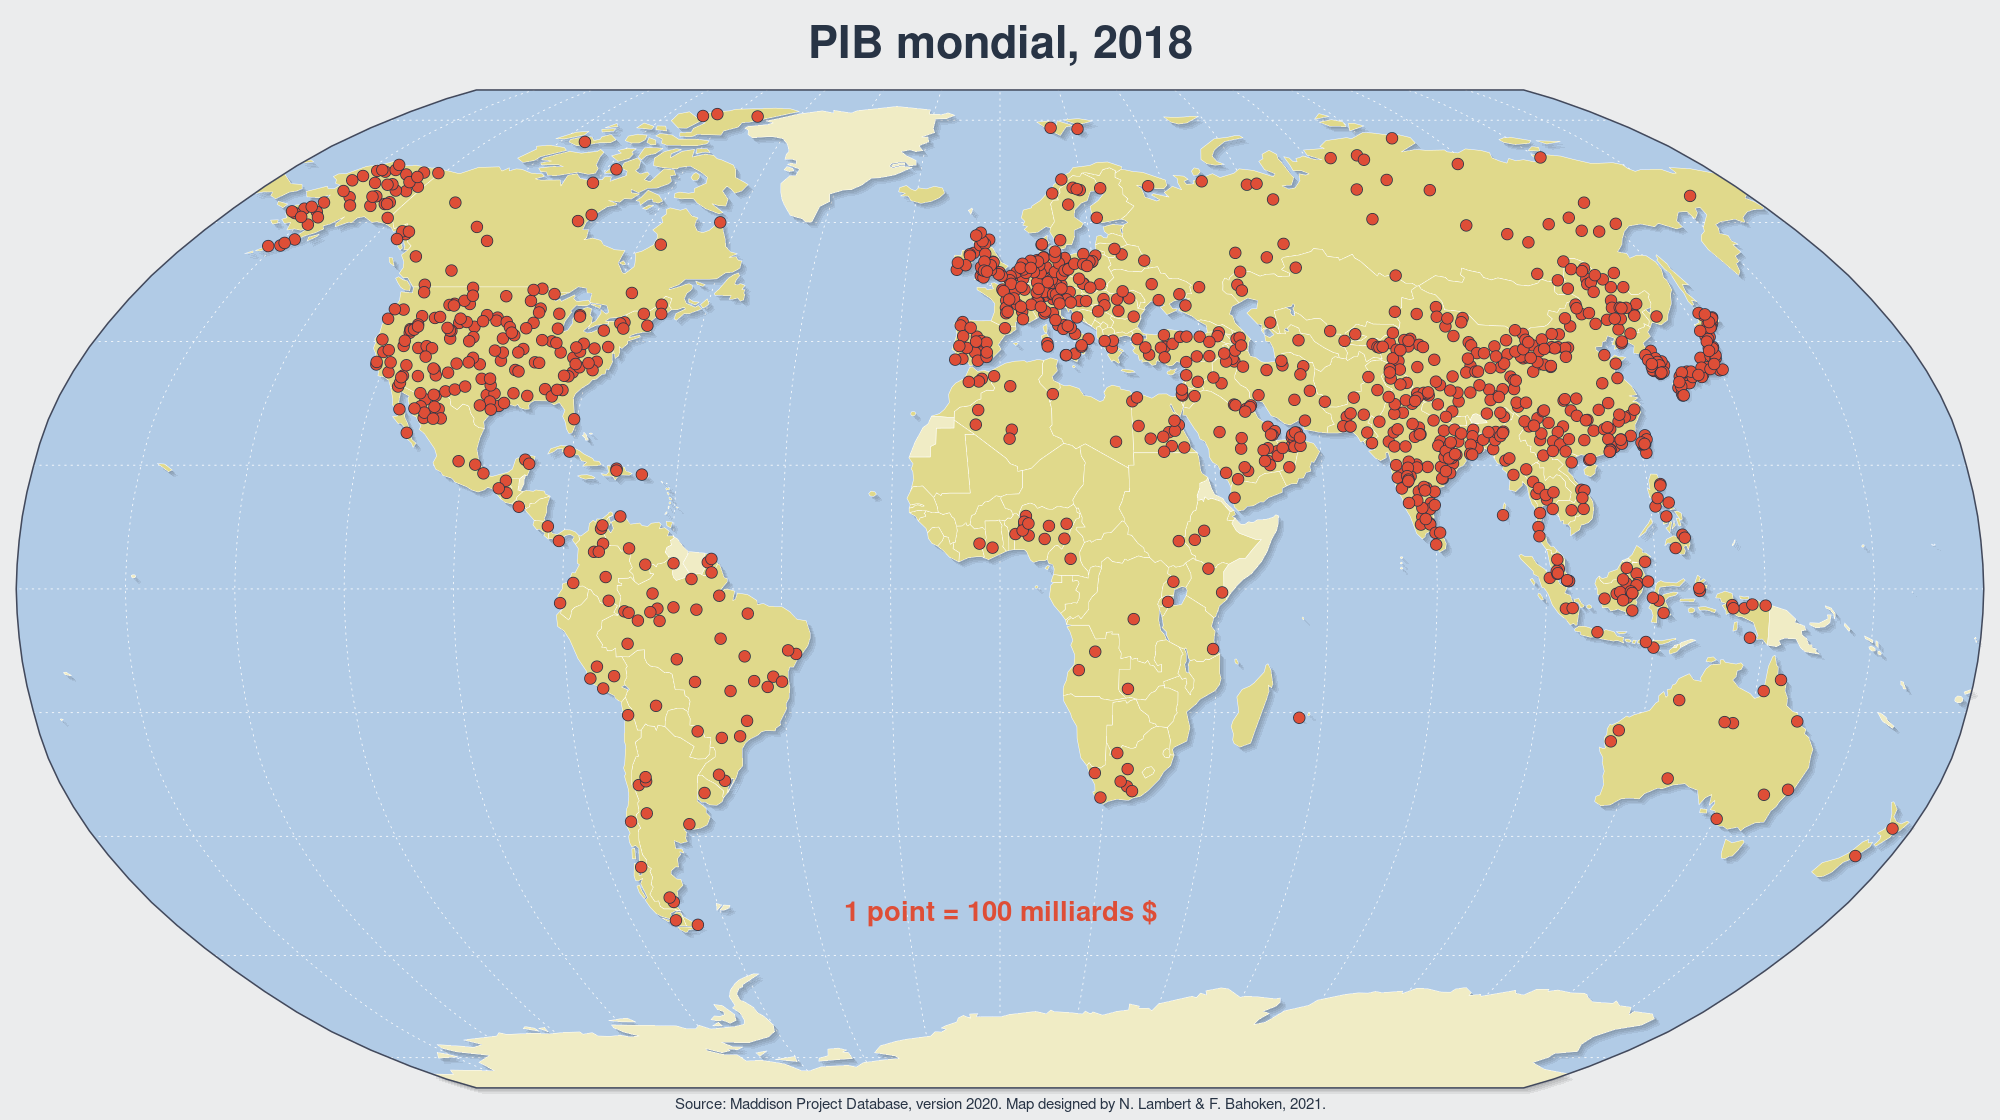 PIB mondial, 2018
1 point = 100 milliards $
Source: Maddison Project Database, version 2020. Map designed by N. Lambert & F. Bahoken, 2021.